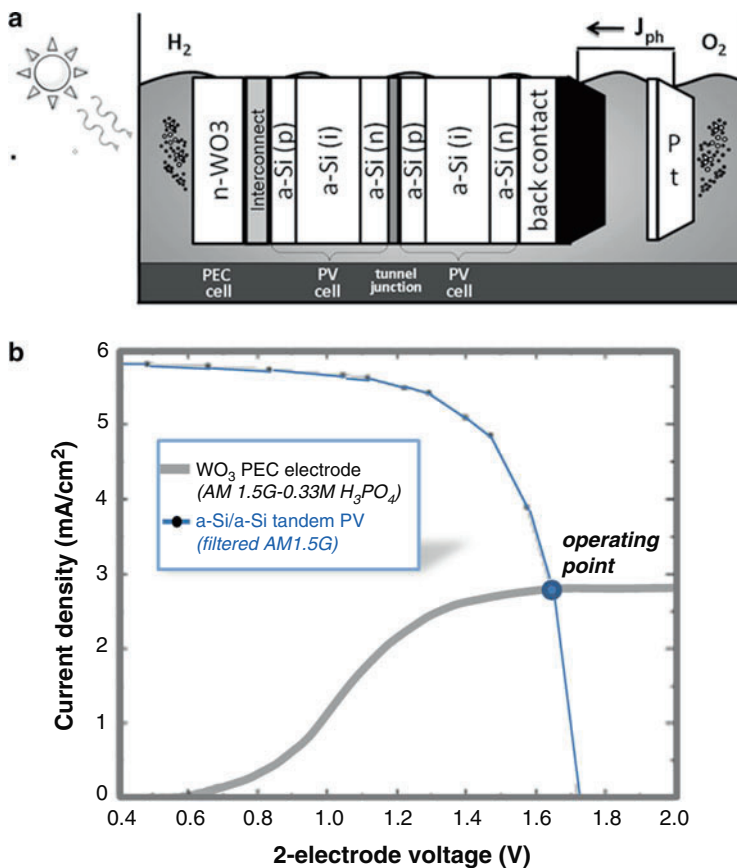 a
H2
J ph
O2
n-WO3
Interconnect
a-Si (p)
a-Si (i)
a-Si (n)
a-Si (p)
a-Si (i)
a-Si (n)
back contact
Pt
PEC
cell
PV
cell
tunnel
junction
PV
cell
b
6
5
4
3
2
1
0
Current density (mA/cm²)
WO3 PEC electrode
(AM 1.5G-0.33M H3PO4)
a-Si/a-Si tandem PV
(filtered AM1.5G)
operating
point
0.4 0.6 0.8 1.0 1.2 1.4 1.6 1.8 2.0
2-electrode voltage (V)